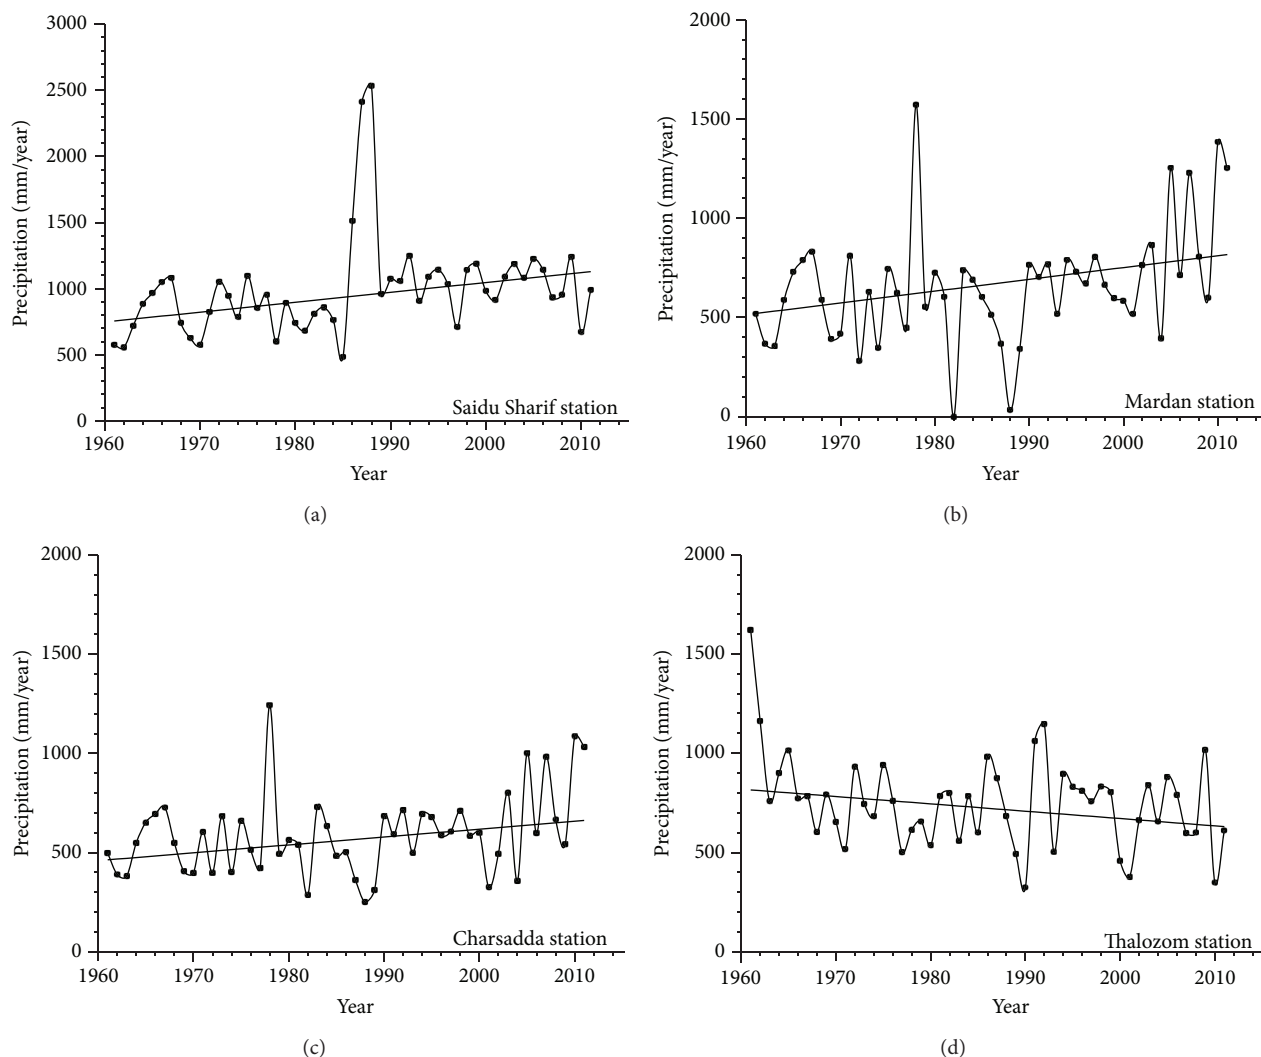 3000
2500
2000
1500
1000
500
0
Precipitation (mm/year)
1960 1970 1980 1990 2000 2010
Year
Saidu Sharif station
(a)
2000
1500
1000
500
0
Precipitation (mm/year)
1960 1970 1980 1990 2000 2010
Year
Mardan station
(b)
2000
1500
1000
500
0
Precipitation (mm/year)
1960 1970 1980 1990 2000 2010
Year
Charsadda station
(c)
2000
1500
1000
500
0
Precipitation (mm/year)
1960 1970 1980 1990 2000 2010
Year
Thalozom station
(d)